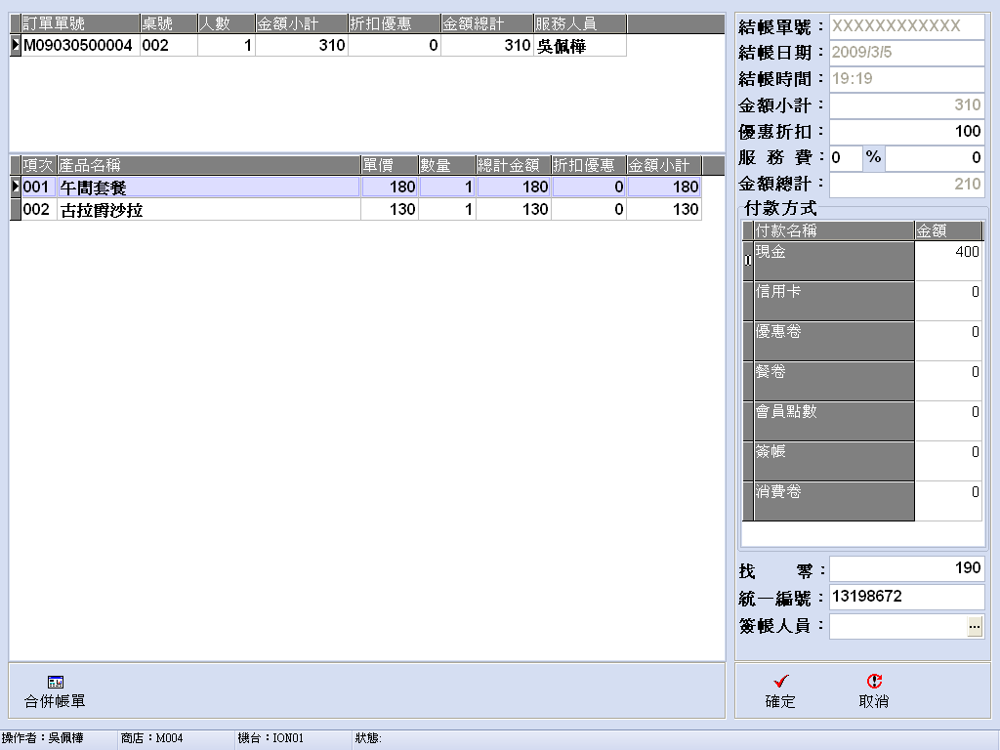 訂單單號 桌號 人數 金額小計 折扣優惠 金額總計 服務人員
M09030500004 002 1 310 0 310 吳佩樺
項次 產品名稱 單價 數量 總計金額 折扣優惠 金額小計
001 午間套餐 180 1 180 0 180
002 古拉爵沙拉 130 1 130 0 130
合併帳單
結帳單號： XXXXXXXXXXXX
結帳日期： 2009/3/5
結帳時間： 19:19
金額小計： 310
優惠折扣： 100
服 務 費： 0 % 0
金額總計： 210
付款方式
付款名稱 金額
現金 400
信用卡 0
優惠卷 0
餐卷 0
會員點數 0
簽帳 0
消費卷 0
找 零： 190
統一編號： 13198672
簽帳人員： ...
確定 取消
操作者：吳佩樺 商店：M004 機台：ION01 狀態: